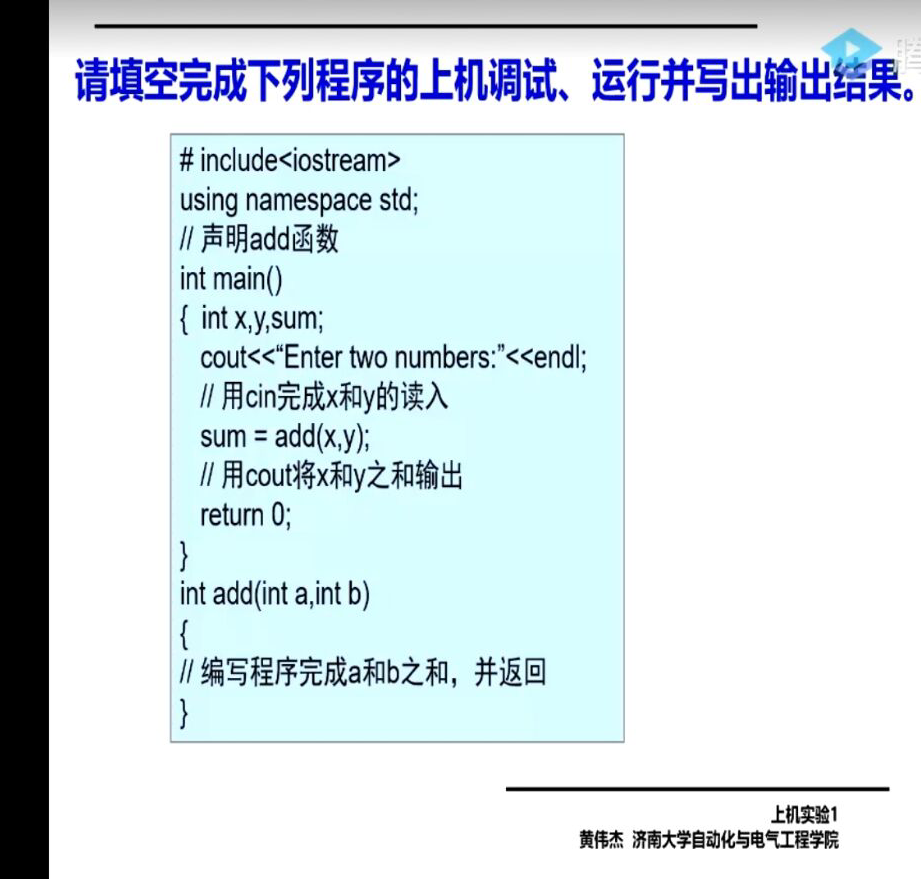 腾
请填空完成下列程序的上机调试、运行并写出输出结果。
# include<iostream>
using namespace std;
// 声明add函数
int main()
{ int x,y,sum;
cout<<“Enter two numbers:”<<endl;
// 用cin完成x和y的读入
sum = add(x,y);
// 用cout将x和y之和输出
return 0;
}
int add(int a,int b)
{
// 编写程序完成a和b之和，并返回
}
上机实验1
黄伟杰 济南大学自动化与电气工程学院